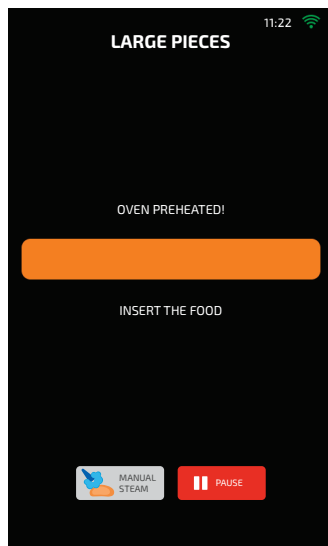 11:22
LARGE PIECES
OVEN PREHEATED!
INSERT THE FOOD
MANUAL
STEAM
PAUSE